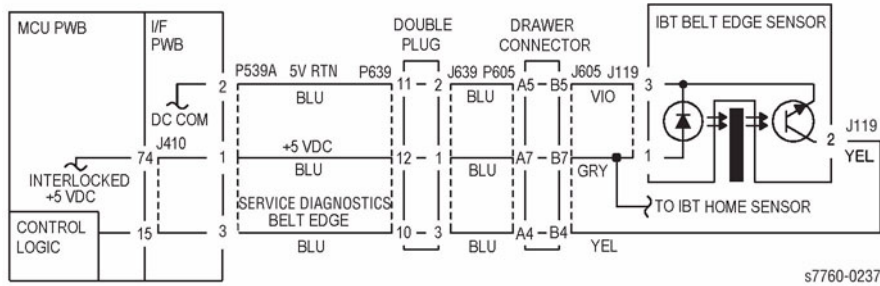 MCU PWB
I/F
PWB
DOUBLE
PLUG
DRAWER
CONNECTOR
IBT BELT EDGE SENSOR
P539A 5V RTN P639
J639 P605
J605 J119
2
11 2
A5 B5
3
BLU
BLU
VIO
DC COM
J119
2
YEL
74 J410
1
+5 VDC
12 1
A7 B7
1
BLU
BLU
GRY
INTERLOCKED
+5 VDC
SERVICE DIAGNOSTICS
BELT EDGE
TO IBT HOME SENSOR
CONTROL
LOGIC
15
3
10 3
A4 B4
BLU
BLU
YEL
s7760-0237